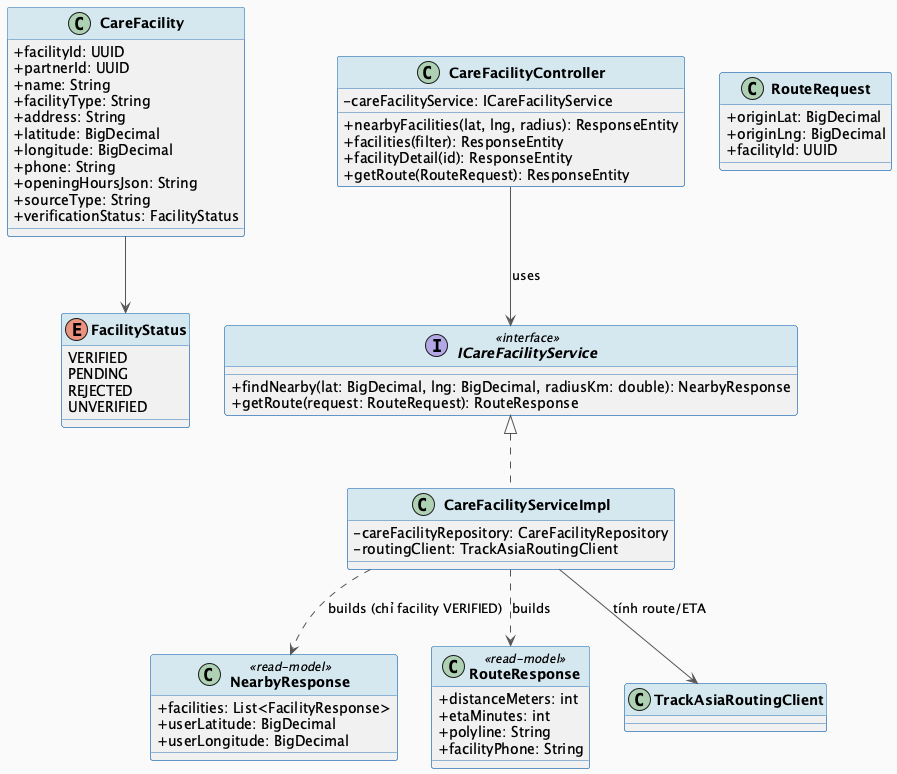 C CareFacility
+facilityId: UUID
+partnerId: UUID
+name: String
+facilityType: String
+address: String
+latitude: BigDecimal
+longitude: BigDecimal
+phone: String
+openingHoursJson: String
+sourceType: String
+verificationStatus: FacilityStatus
C CareFacilityController
-careFacilityService: ICareFacilityService
+nearbyFacilities(lat, lng, radius): ResponseEntity
+facilities(filter): ResponseEntity
+facilityDetail(id): ResponseEntity
+getRoute(RouteRequest): ResponseEntity
C RouteRequest
+originLat: BigDecimal
+originLng: BigDecimal
+facilityId: UUID
uses
E FacilityStatus
VERIFIED
PENDING
REJECTED
UNVERIFIED
«interface»
I ICareFacilityService
+findNearby(lat: BigDecimal, lng: BigDecimal, radiusKm: double): NearbyResponse
+getRoute(request: RouteRequest): RouteResponse
C CareFacilityServiceImpl
-careFacilityRepository: CareFacilityRepository
-routingClient: TrackAsiaRoutingClient
builds (chỉ facility VERIFIED)
builds
tính route/ETA
«read-model»
C NearbyResponse
+facilities: List<FacilityResponse>
+userLatitude: BigDecimal
+userLongitude: BigDecimal
«read-model»
C RouteResponse
+distanceMeters: int
+etaMinutes: int
+polyline: String
+facilityPhone: String
C TrackAsiaRoutingClient